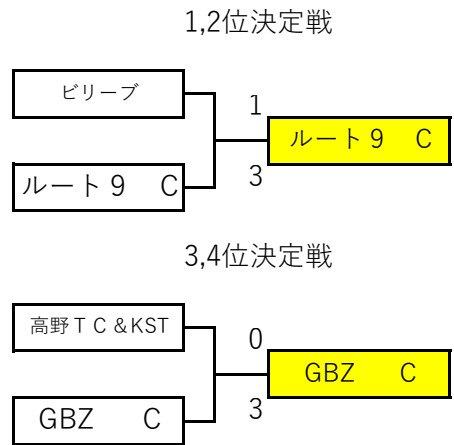 1,2位決定戦
ビリーブ
1
ルート９　C
ルート９　C
3
3,4位決定戦
高野ＴＣ＆KST
0
GBZ　C
GBZ　C
3